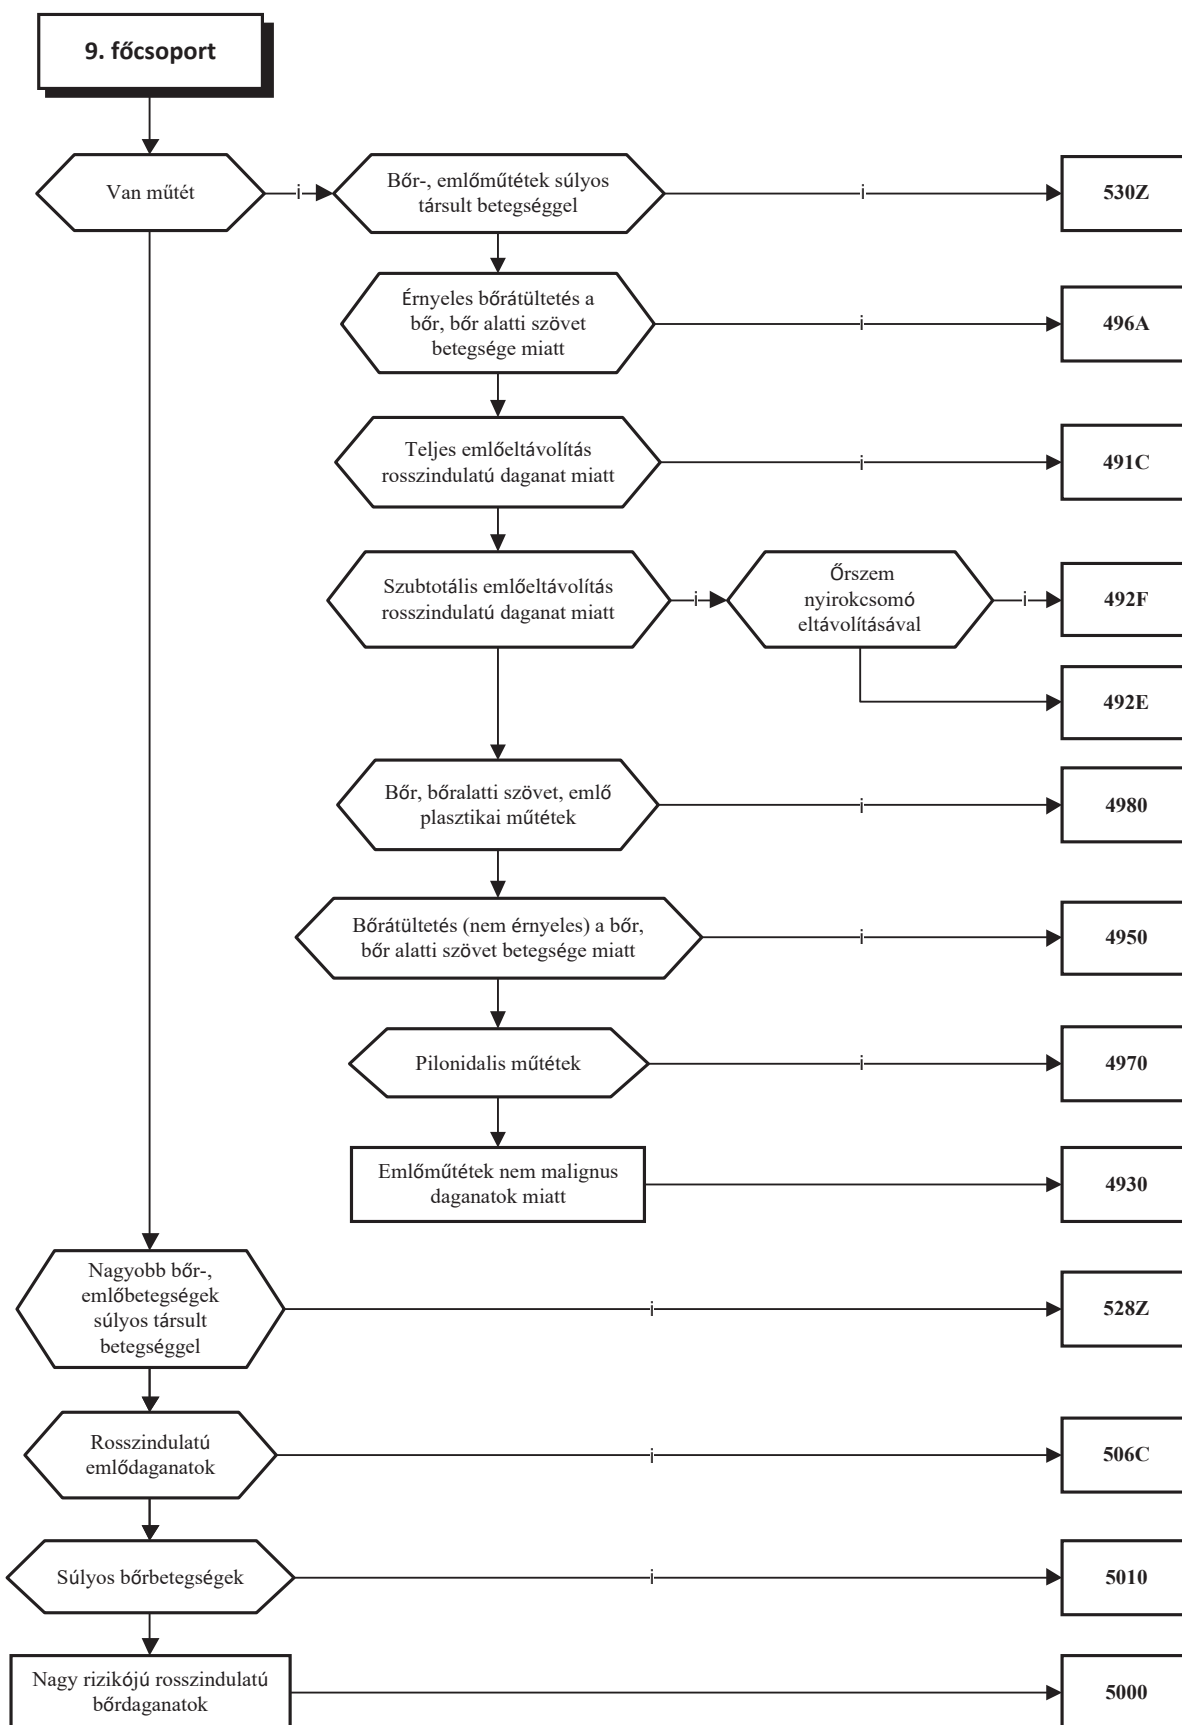 9. főcsoport
Van műtét
i
Bőr-, emlőműtétek súlyos
társult betegséggel
i
530Z
Érnyeles bőrátültetés a
bőr, bőr alatti szövet
betegsége miatt
i
496A
Teljes emlőeltávolítás
rosszindulatú daganat miatt
i
491C
Szubtotális emlőeltávolítás
rosszindulatú daganat miatt
i
Őrszem
nyirokcsomó
eltávolításával
i
492F
492E
Bőr, bőralatti szövet, emlő
plasztikai műtétek
i
4980
Bőrátültetés (nem érnyeles) a bőr,
bőr alatti szövet betegsége miatt
i
4950
Pilonidalis műtétek
i
4970
Emlőműtétek nem malignus
daganatok miatt
4930
Nagyobb bőr-,
emlőbetegségek
súlyos társult
betegséggel
i
528Z
Rosszindulatú
emlődaganatok
i
506C
Súlyos bőrbetegségek
i
5010
Nagy rizikójú rosszindulatú
bőrdaganatok
5000